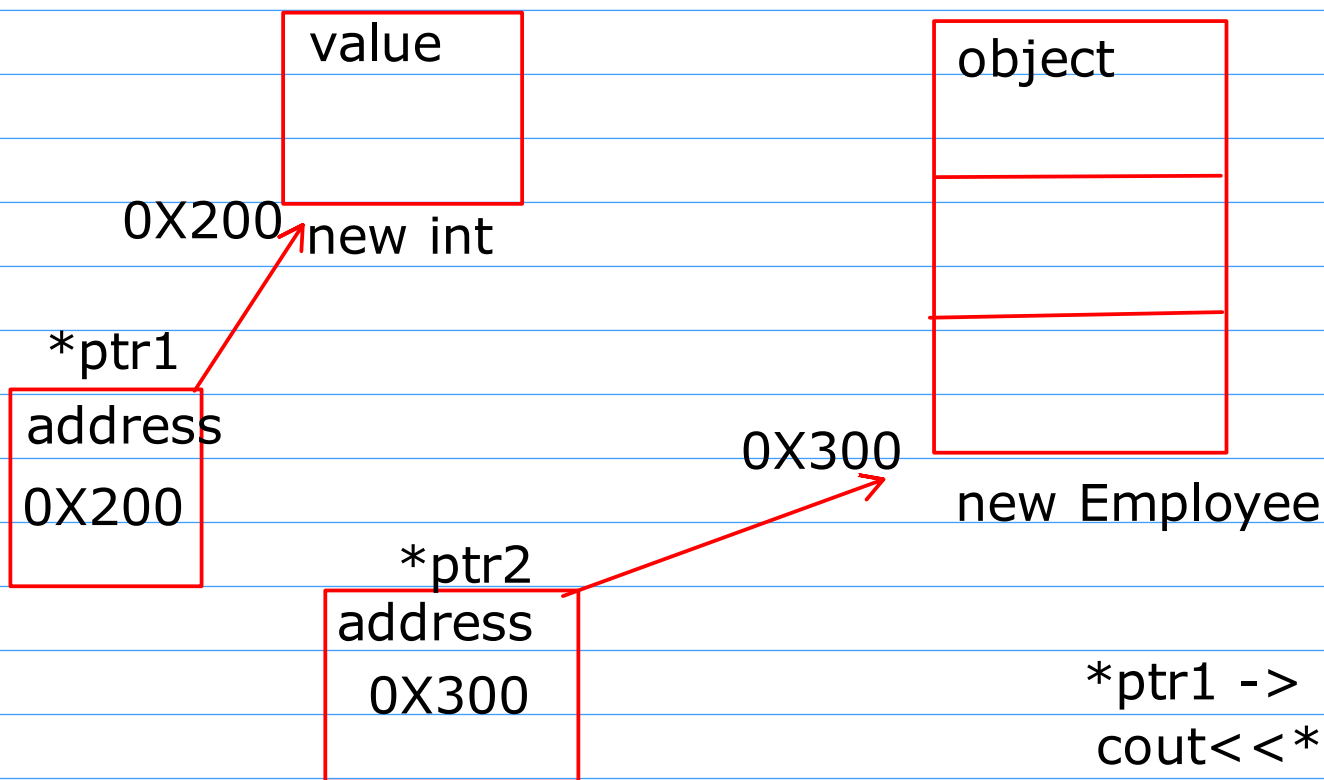 value
object
0X200
new int
*ptr1
address
0X200
0X300
new Employee
*ptr2
address
0X300
*ptr1 ->
cout<<*